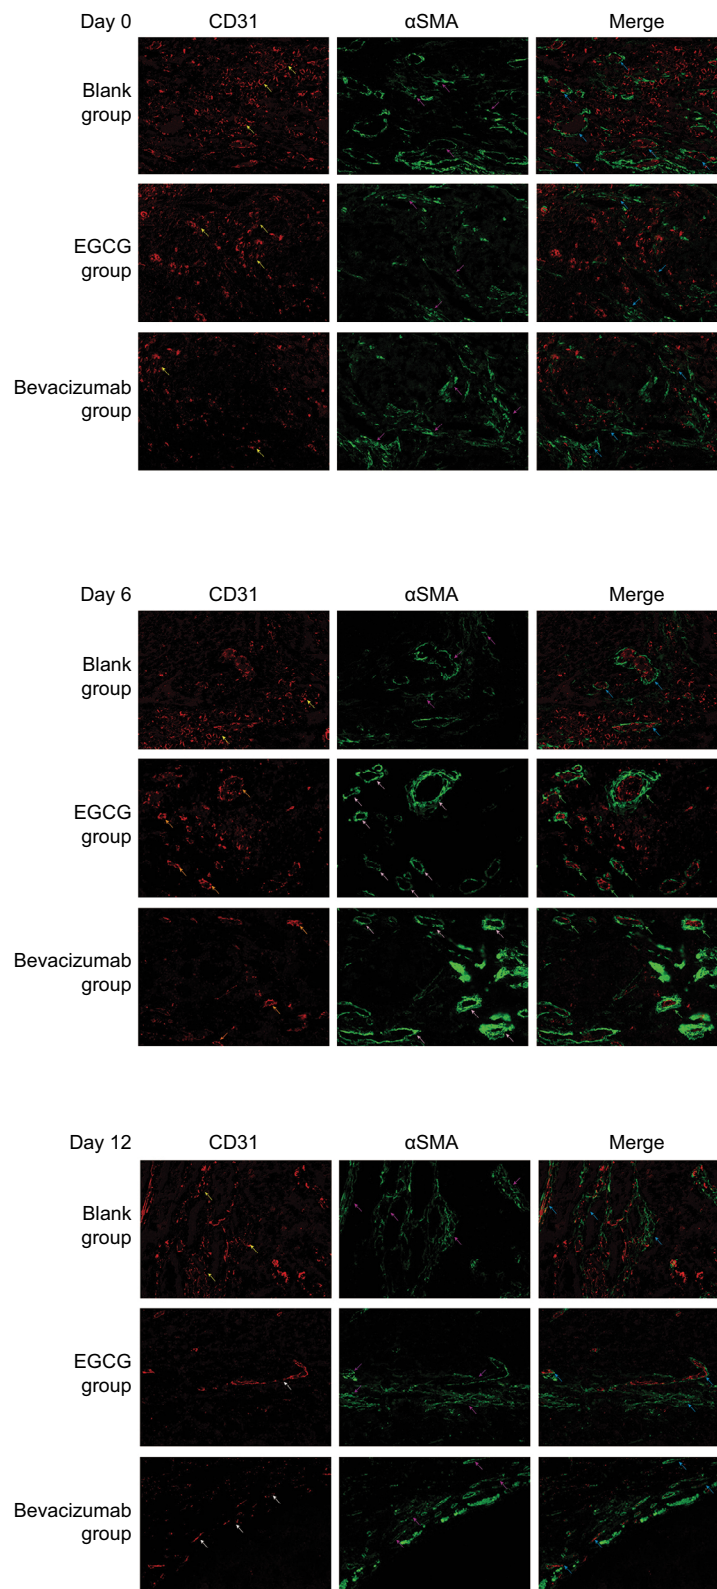 Day 0 CD31 αSMA Merge
Blank
group
EGCG
group
Bevacizumab
group
Day 6 CD31 αSMA Merge
Blank
group
EGCG
group
Bevacizumab
group
Day 12 CD31 αSMA Merge
Blank
group
EGCG
group
Bevacizumab
group